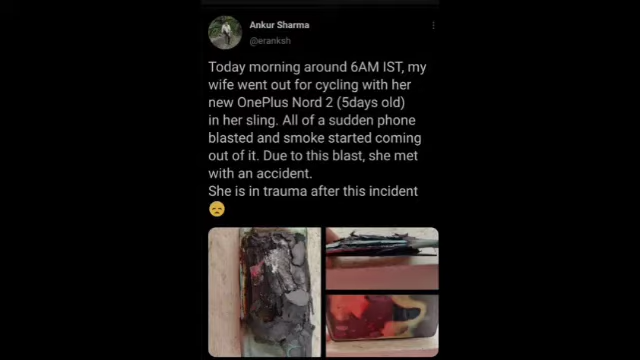 Ankur Sharma
@eranksh
Today morning around 6AM IST, my
wife went out for cycling with her
new OnePlus Nord 2 (5days old)
in her sling. All of a sudden phone
blasted and smoke started coming
out of it. Due to this blast, she met
with an accident.
She is in trauma after this incident
😞